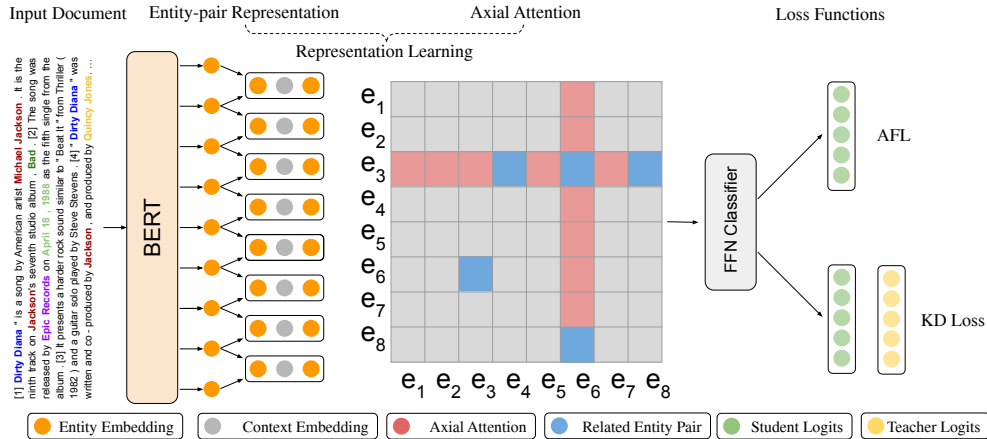 Input Document
Entity-pair Representation
Axial Attention
Loss Functions
Representation Learning
[1] Dirty Diana " is a song by American artist Michael Jackson . It is the
ninth track on Jackson's seventh studio album , Bad . [2] The song was
released by Epic Records on April 18 , 1988 as the fifth single from the
album . [3] It presents a harder rock sound similar to " Beat It " from Thriller (
1982 ) and a guitar solo played by Steve Stevens . [4] " Dirty Diana " was
written and co - produced by Jackson , and produced by Quincy Jones, …
BERT
e1
e2
e3
e4
e5
e6
e7
e8
e1 e2 e3 e4 e5 e6 e7 e8
FFN Classifier
AFL
KD Loss
Entity Embedding
Context Embedding
Axial Attention
Related Entity Pair
Student Logits
Teacher Logits